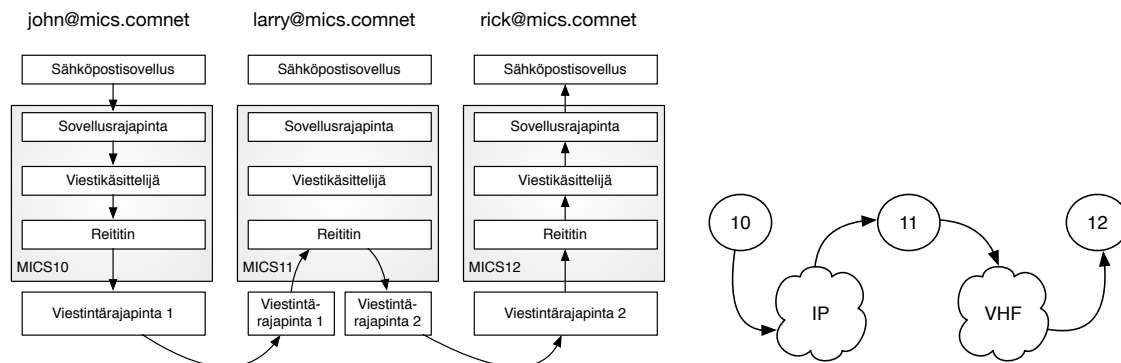 john@mics.comnet
larry@mics.comnet
rick@mics.comnet
Sähköpostisovellus
Sähköpostisovellus
Sähköpostisovellus
Sovellusrajapinta
Sovellusrajapinta
Sovellusrajapinta
Viestikäsittelijä
Viestikäsittelijä
Viestikäsittelijä
Reititin
Reititin
Reititin
MICS10
MICS11
MICS12
Viestintärajapinta 1
Viestintä-
rajapinta 1
Viestintä-
rajapinta 2
Viestintärajapinta 2
10
11
12
IP
VHF